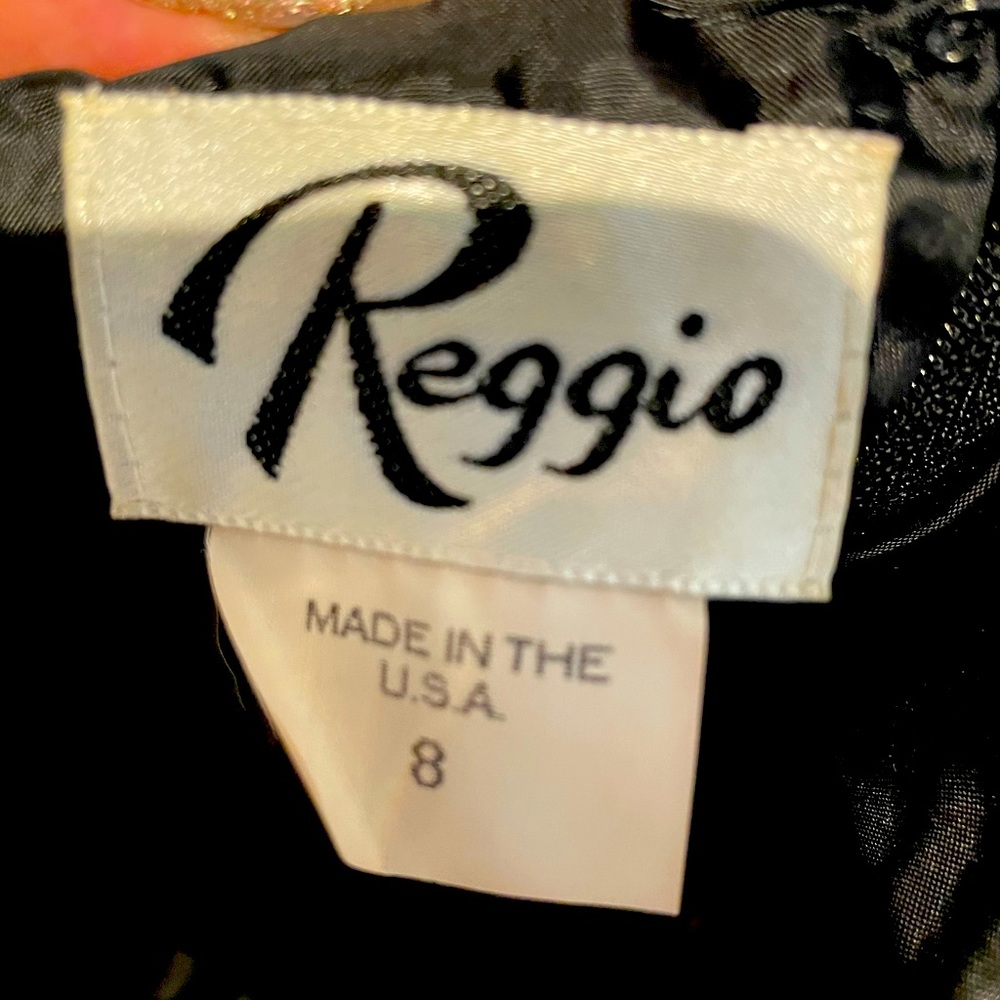 Reggio
MADE IN THE
U.S.A.
8